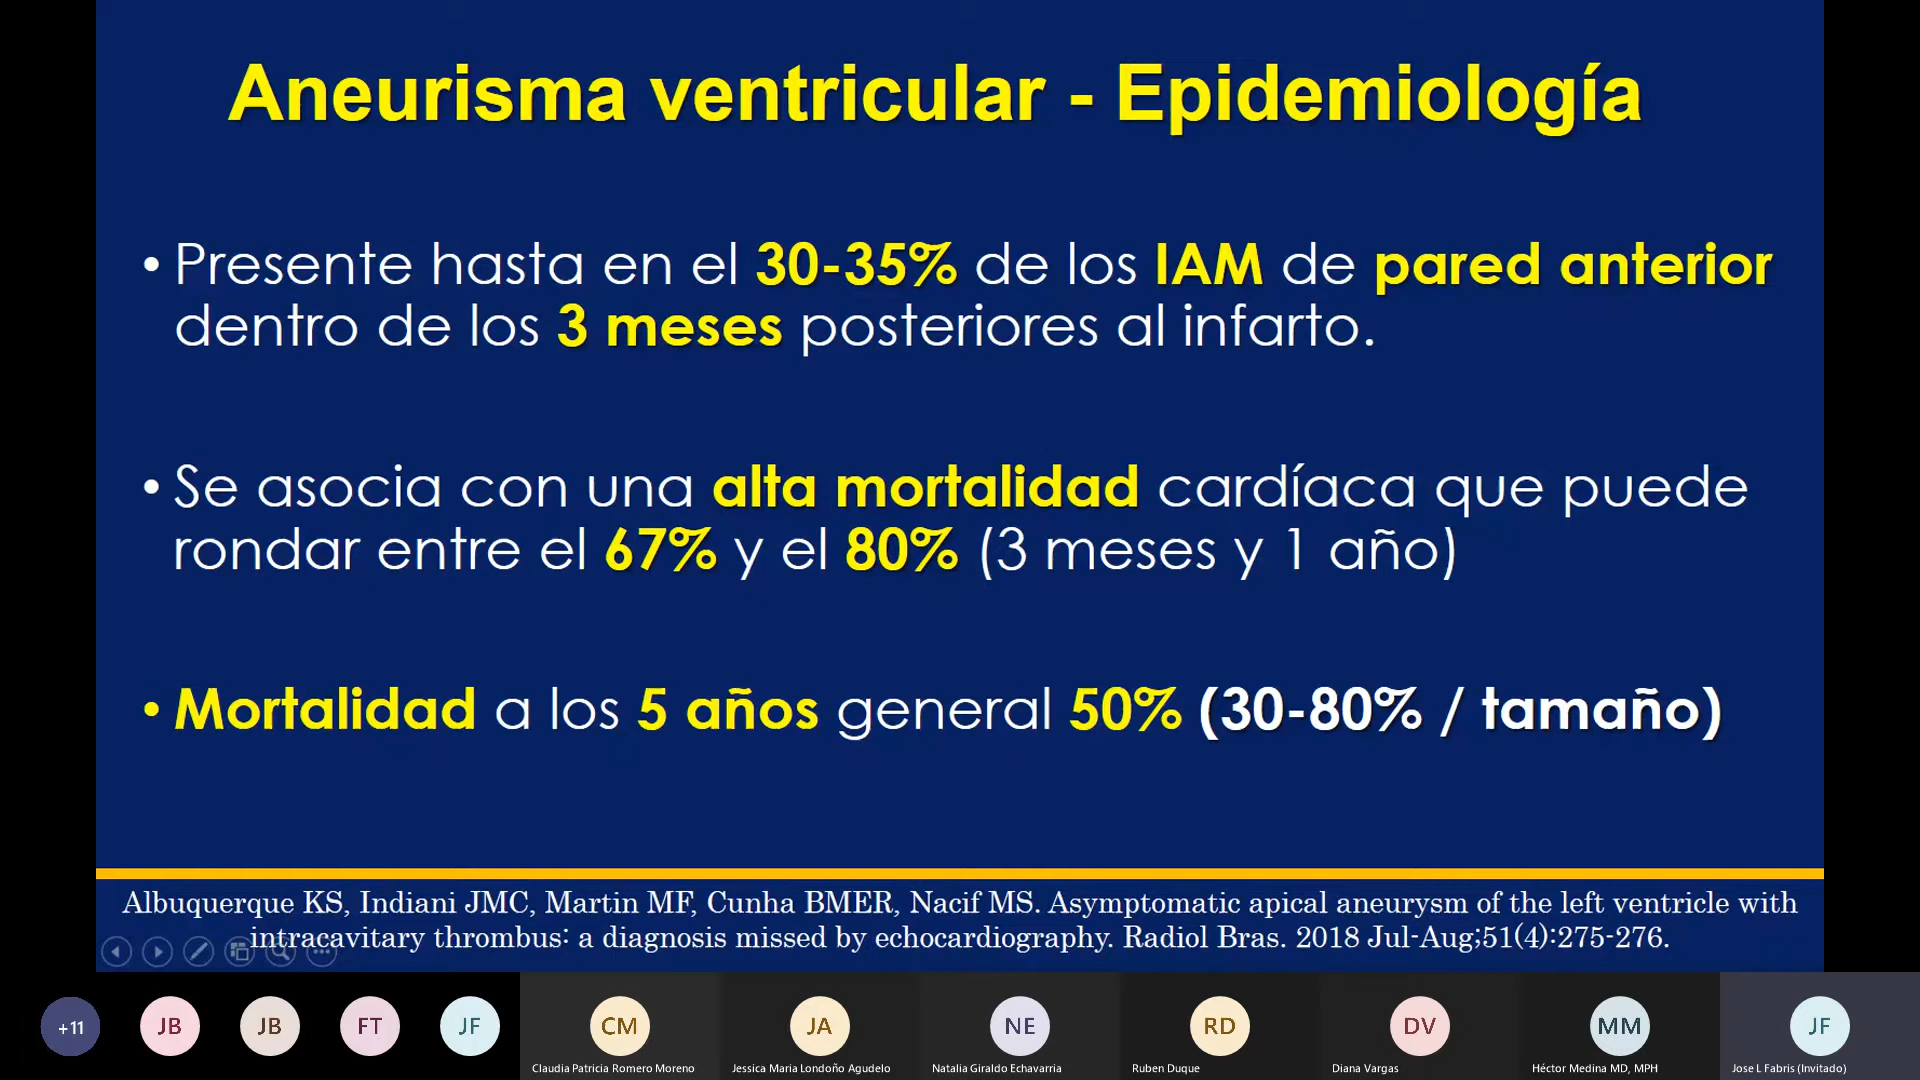 Aneurisma ventricular - Epidemiología
• Presente hasta en el 30-35% de los IAM de pared anterior
dentro de los 3 meses posteriores al infarto.
• Se asocia con una alta mortalidad cardíaca que puede
rondar entre el 67% y el 80% (3 meses y 1 año)
• Mortalidad a los 5 años general 50% (30-80% / tamaño)
Albuquerque KS, Indiani JMC, Martin MF, Cunha BMER, Nacif MS. Asymptomatic apical aneurysm of the left ventricle with
intracavitary thrombus: a diagnosis missed by echocardiography. Radiol Bras. 2018 Jul-Aug;51(4):275-276.
+11 JB JB FT JF CM JA NE RD DV MM JF
Claudia Patricia Romero Moreno Jessica Maria Londoño Agudelo Natalia Giraldo Echavarria Ruben Duque Diana Vargas Héctor Medina MD, MPH Jose L Fabris (Invitado)